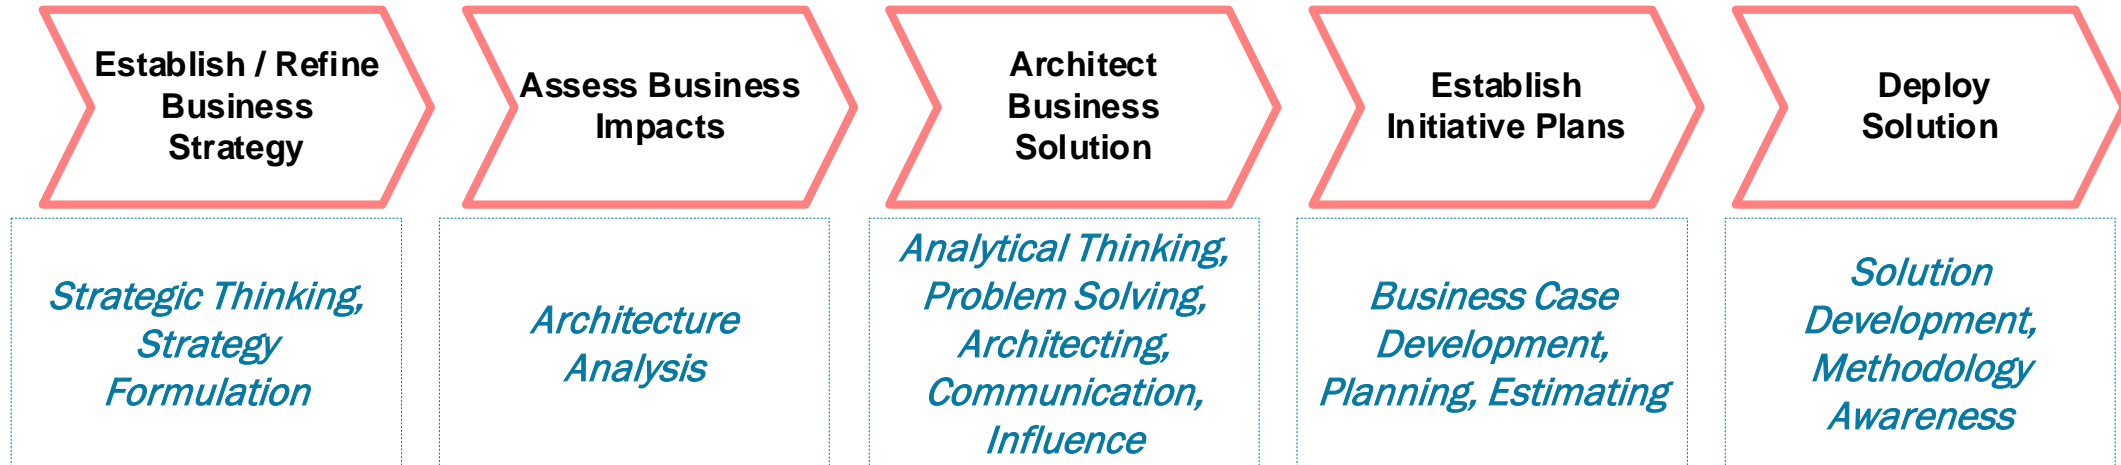 Establish / Refine
Business
Strategy
Assess Business
Impacts
Architect
Business
Solution
Establish
Initiative Plans
Deploy
Solution
Strategic Thinking,
Strategy
Formulation
Architecture
Analysis
Analytical Thinking,
Problem Solving,
Architecting,
Communication,
Influence
Business Case
Development,
Planning, Estimating
Solution
Development,
Methodology
Awareness